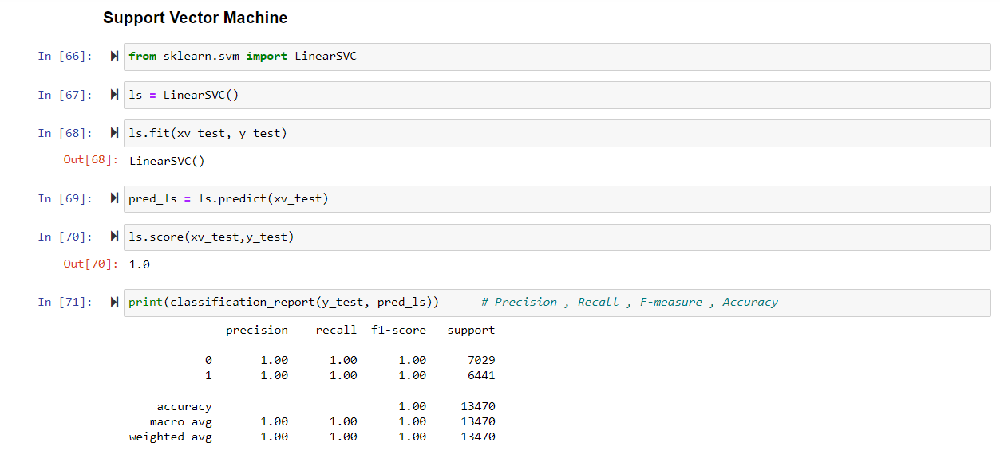 Support Vector Machine
In [66]: from sklearn.svm import LinearSVC
In [67]: ls = LinearSVC()
In [68]: ls.fit(xv_test, y_test)
Out[68]: LinearSVC()
In [69]: pred_ls = ls.predict(xv_test)
In [70]: ls.score(xv_test,y_test)
Out[70]: 1.0
In [71]: print(classification_report(y_test, pred_ls))      # Precision , Recall , F-measure , Accuracy
precision    recall  f1-score   support
0       1.00      1.00      1.00      7029
1       1.00      1.00      1.00      6441
accuracy                           1.00     13470
macro avg       1.00      1.00      1.00     13470
weighted avg       1.00      1.00      1.00     13470